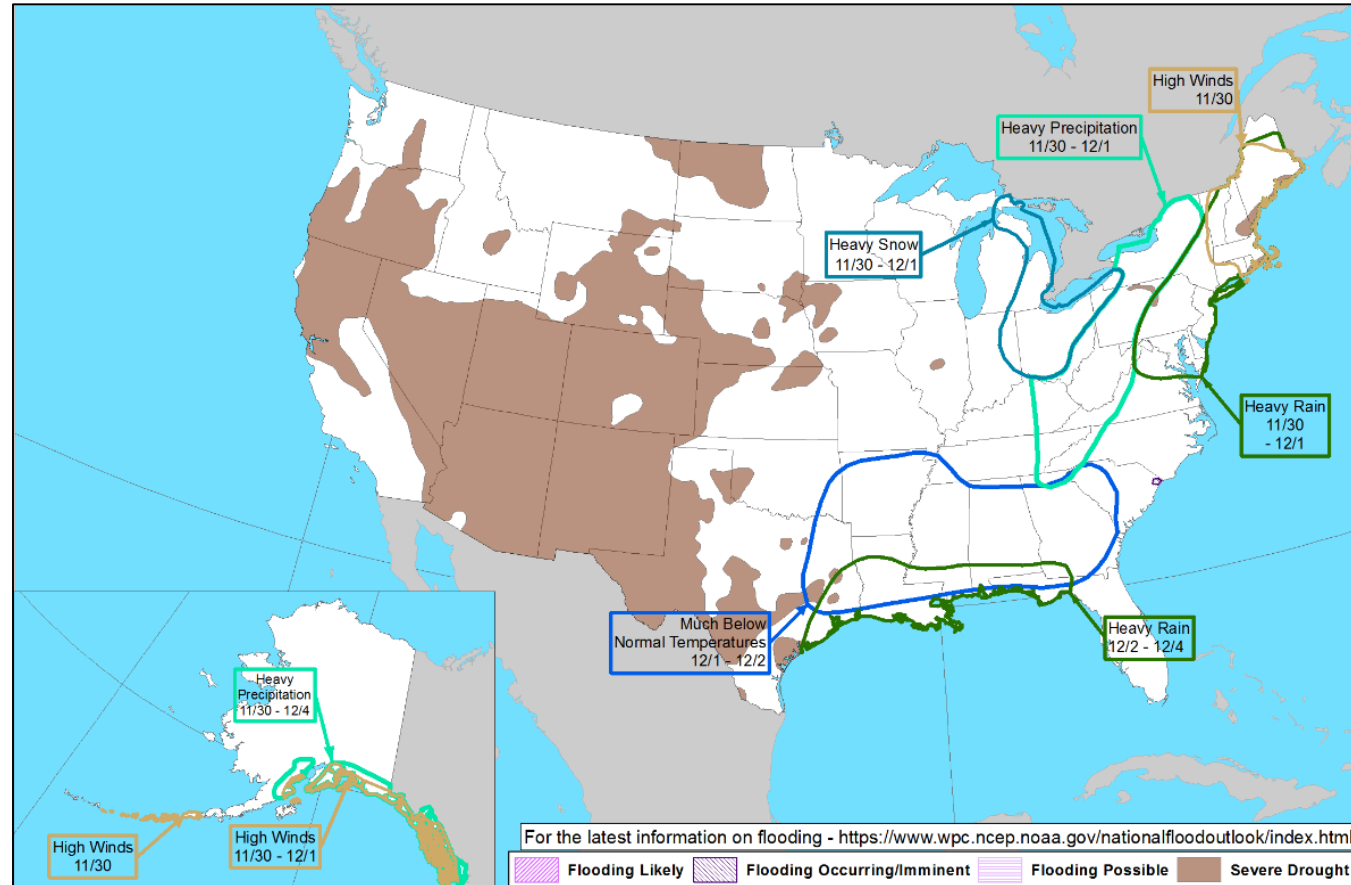 High Winds
11/30
Heavy Precipitation
11/30 - 12/1
Heavy Snow
11/30 - 12/1
Heavy Rain
11/30
- 12/1
Much Below
Normal Temperatures
12/1 - 12/2
Heavy Rain
12/2 - 12/4
Heavy
Precipitation
11/30 - 12/4
High Winds
11/30
High Winds
11/30 - 12/1
For the latest information on flooding - https://www.wpc.ncep.noaa.gov/nationalfloodoutlook/index.html
Flooding Likely Flooding Occurring/Imminent Flooding Possible Severe Drought